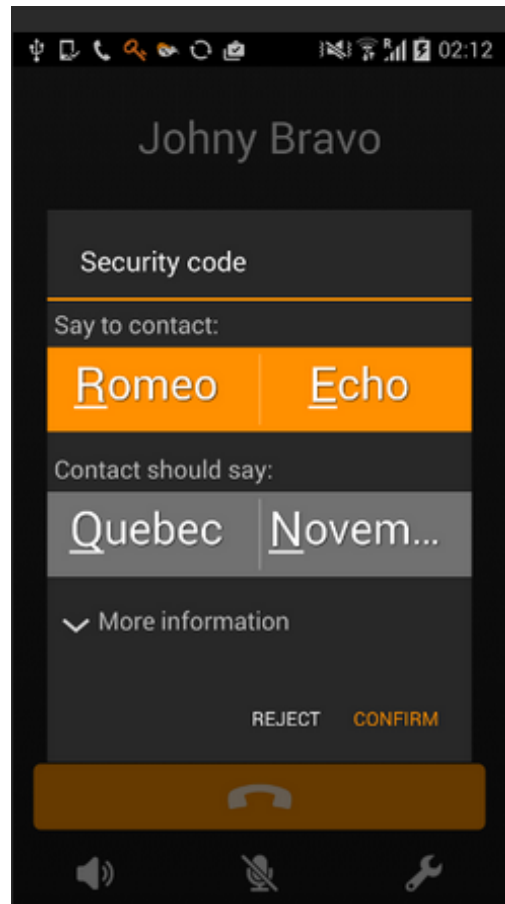 R 02:12
Johny Bravo
Security code
Say to contact:
Romeo Echo
Contact should say:
Quebec Novem...
More information
REJECT CONFIRM